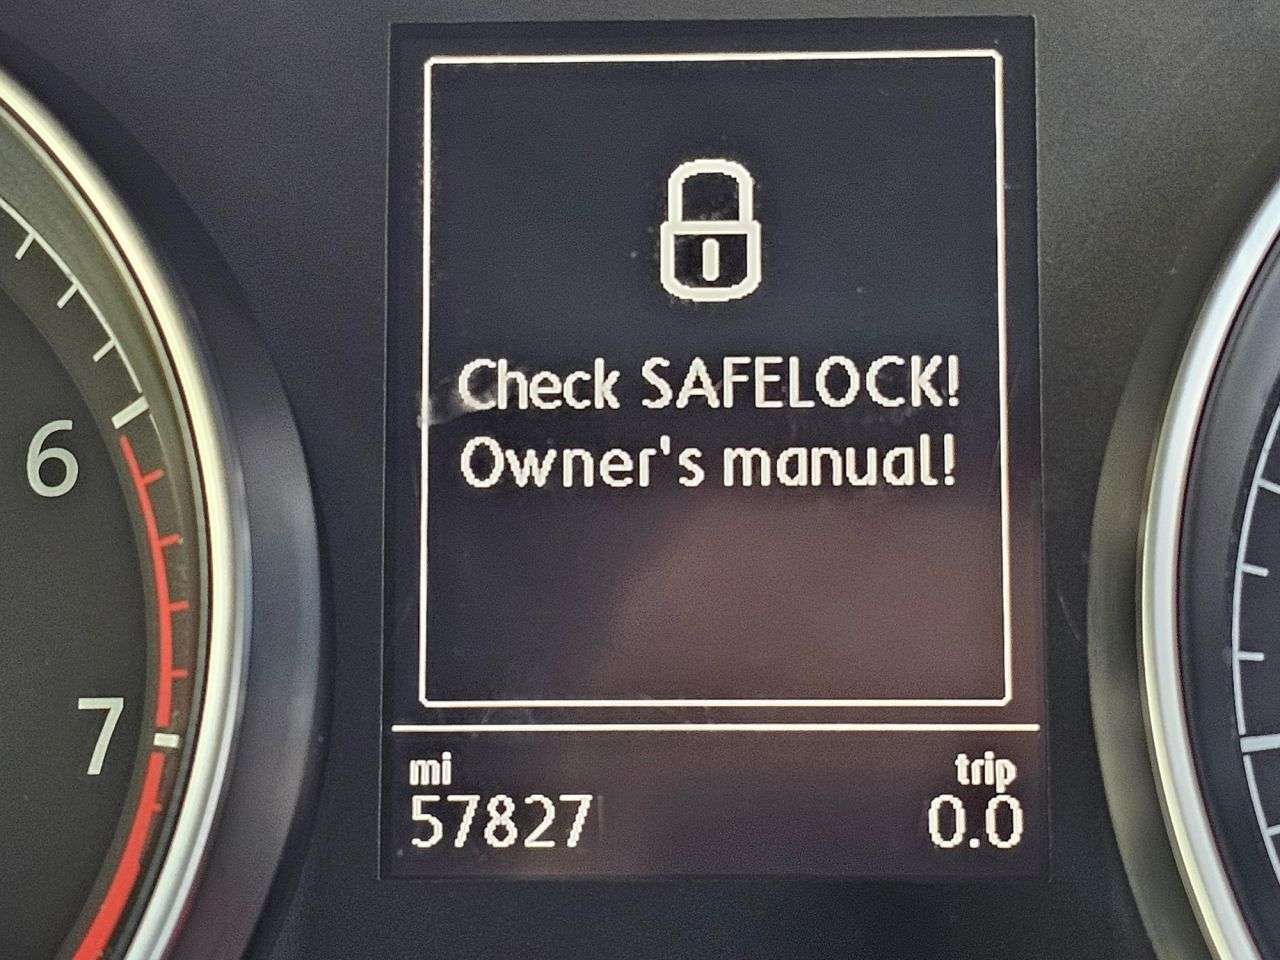 Check SAFELOCK!
Owner's manual!
6
7
mi trip
57827 0.0